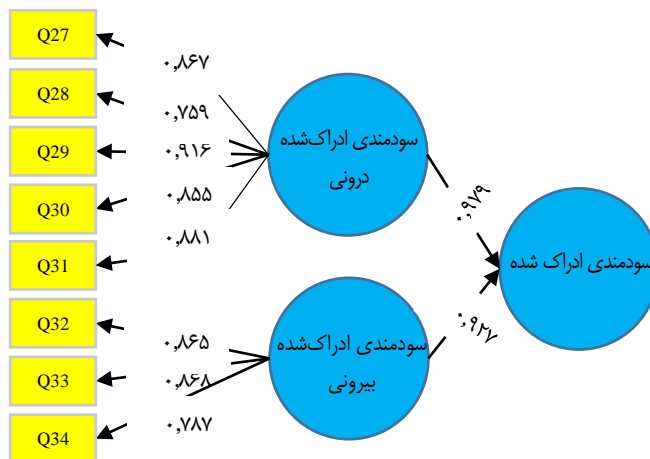 Q27
Q28
Q29
Q30
Q31
Q32
Q33
Q34
۰٫۸۶۷
۰٫۷۵۹
۰٫۹۱۶
۰٫۸۵۵
۰٫۸۸۱
۰٫۸۶۵
۰٫۸۶۸
۰٫۷۸۷
سودمندی ادراک‌شده
درونی
سودمندی ادراک‌شده
بیرونی
۰٫۹۷۹
۰٫۹۲۷
سودمندی ادراک شده